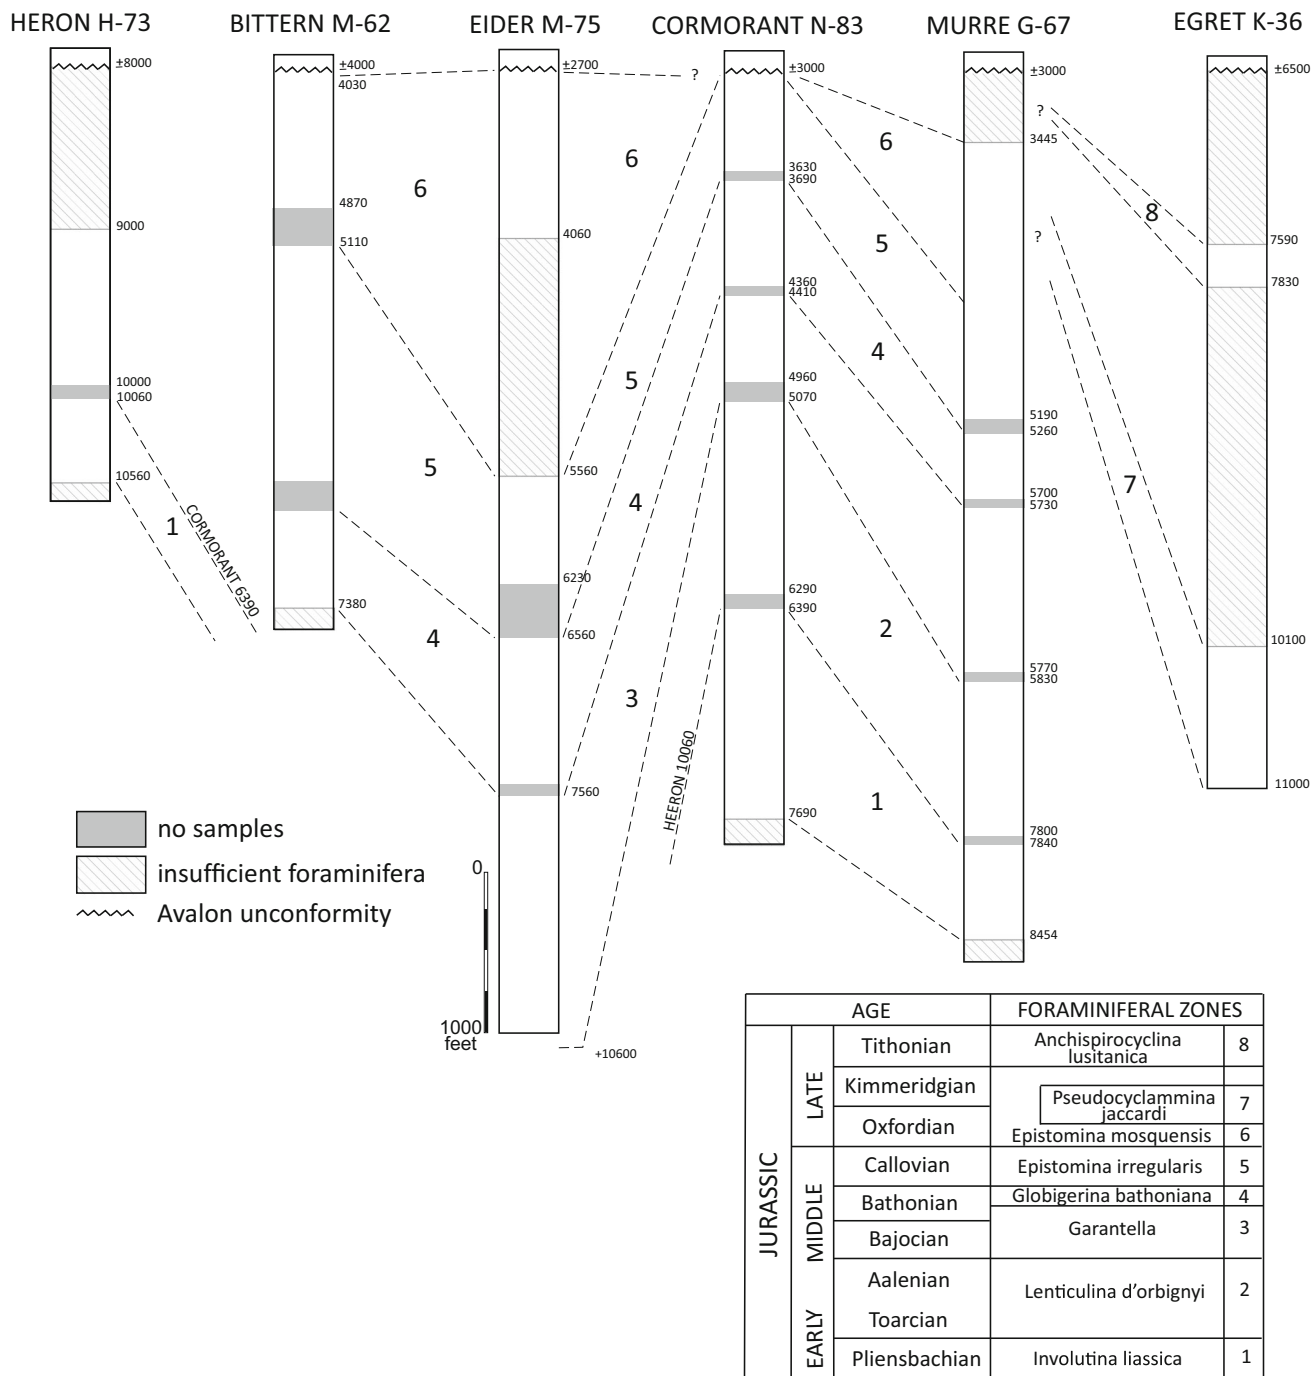 HERON H-73
BITTERN M-62
EIDER M-75
CORMORANT N-83
MURRE G-67
EGRET K-36
±8000
9000
10000
10060
10560
1
CORMORANT 6390
±4000
4030
4870
5110
7380
6
5
4
±2700
4060
5560
6230
6560
7560
+10600
?
6
5
4
3
HEERON 10060
±3000
3630
3690
4360
4410
4960
5070
6290
6390
7690
6
5
4
2
1
±3000
3445
5190
5260
5700
5730
5770
5830
7800
7840
8454
?
?
8
7
±6500
7590
7830
10100
11000
no samples
insufficient foraminifera
Avalon unconformity
0
1000
feet
AGE
FORAMINIFERAL ZONES
JURASSIC
LATE
MIDDLE
EARLY
Tithonian
Anchispirocyclina
lusitanica
8
Kimmeridgian
Pseudocyclammina
jaccardi
7
Oxfordian
Epistomina mosquensis
6
Callovian
Epistomina irregularis
5
Bathonian
Globigerina bathoniana
4
Bajocian
Garantella
3
Aalenian
Toarcian
Lenticulina d'orbignyi
2
Pliensbachian
Involutina liassica
1